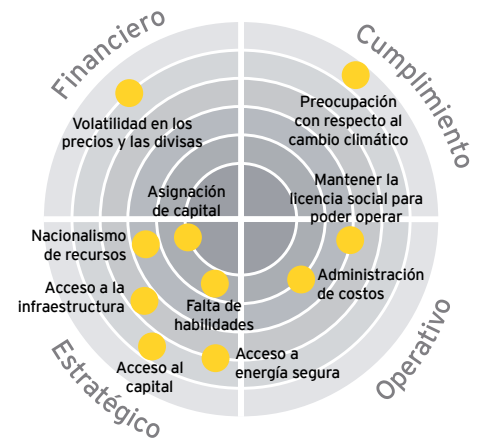 Financiero
Cumplimiento
Volatilidad en los
precios y las divisas
Preocupación
con respecto al
cambio climático
Asignación
de capital
Mantener la
licencia social para
poder operar
Nacionalismo
de recursos
Acceso a la
infraestructura
Falta de
habilidades
Administración
de costos
Acceso al
capital
Acceso a
energía segura
Estratégico
Operativo